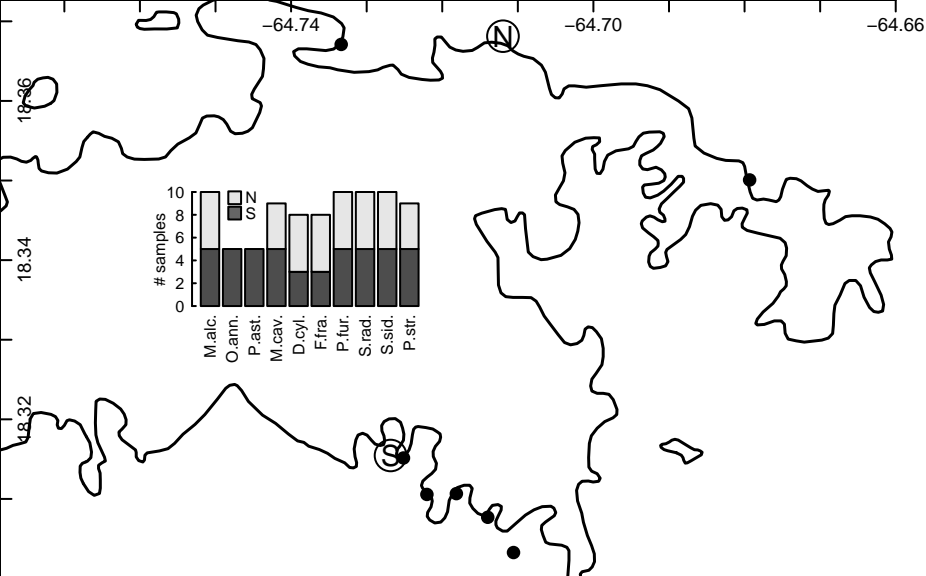 −64.74
−64.70
−64.66
N
18.36
18.34
18.32
# samples
10
8
6
4
2
0
N
S
M.alc.
O.ann.
P.ast.
M.cav.
D.cyl.
F.fra.
P.fur.
S.rad.
S.sid.
P.str.
S